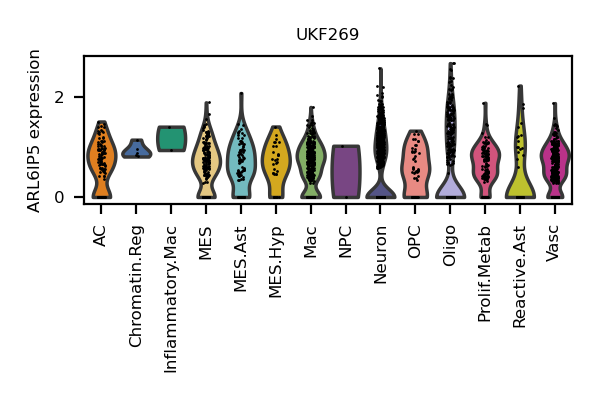 UKF269
ARL6IP5 expression
2
0
AC
Chromatin.Reg
Inflammatory.Mac
MES
MES.Ast
MES.Hyp
Mac
NPC
Neuron
OPC
Oligo
Prolif.Metab
Reactive.Ast
Vasc